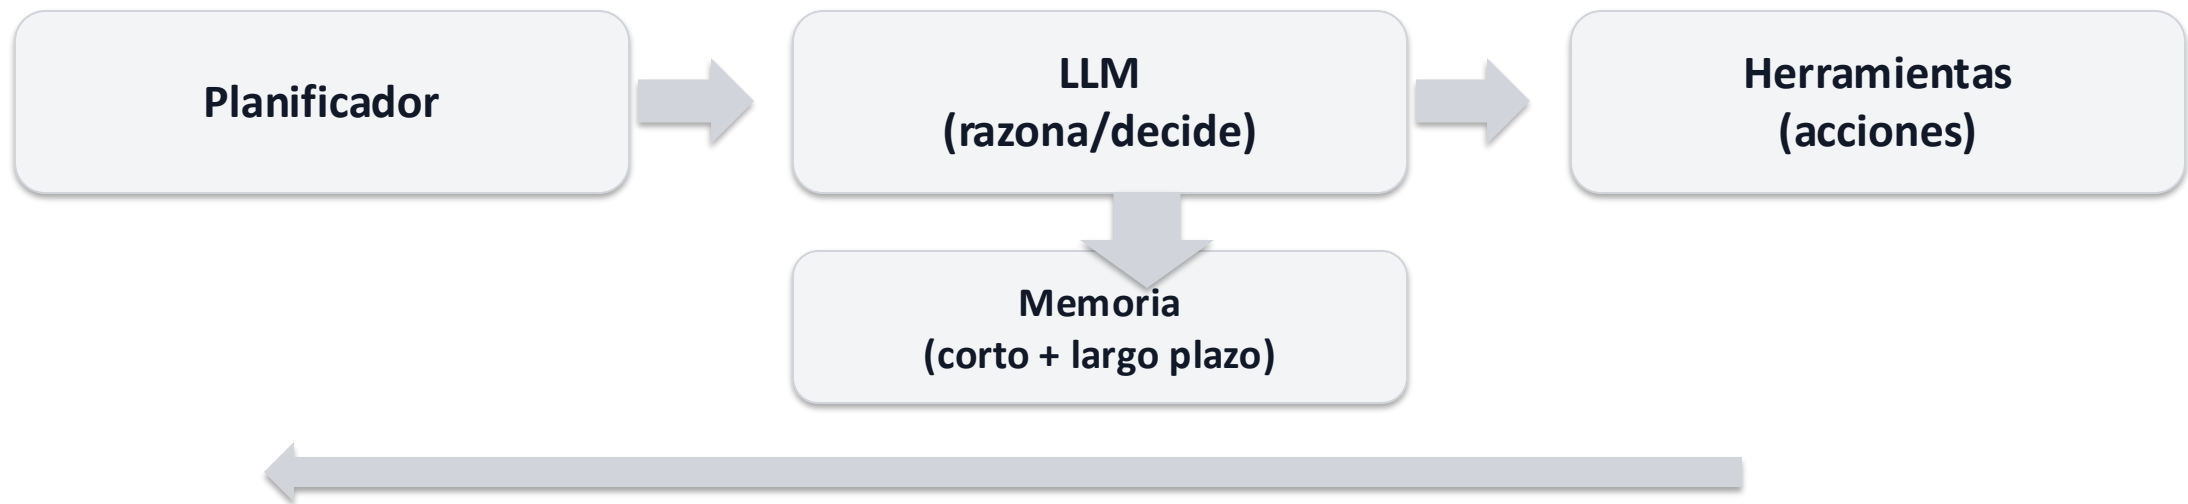 Planificador
LLM
(razona/decide)
Herramientas
(acciones)
Memoria
(corto + largo plazo)